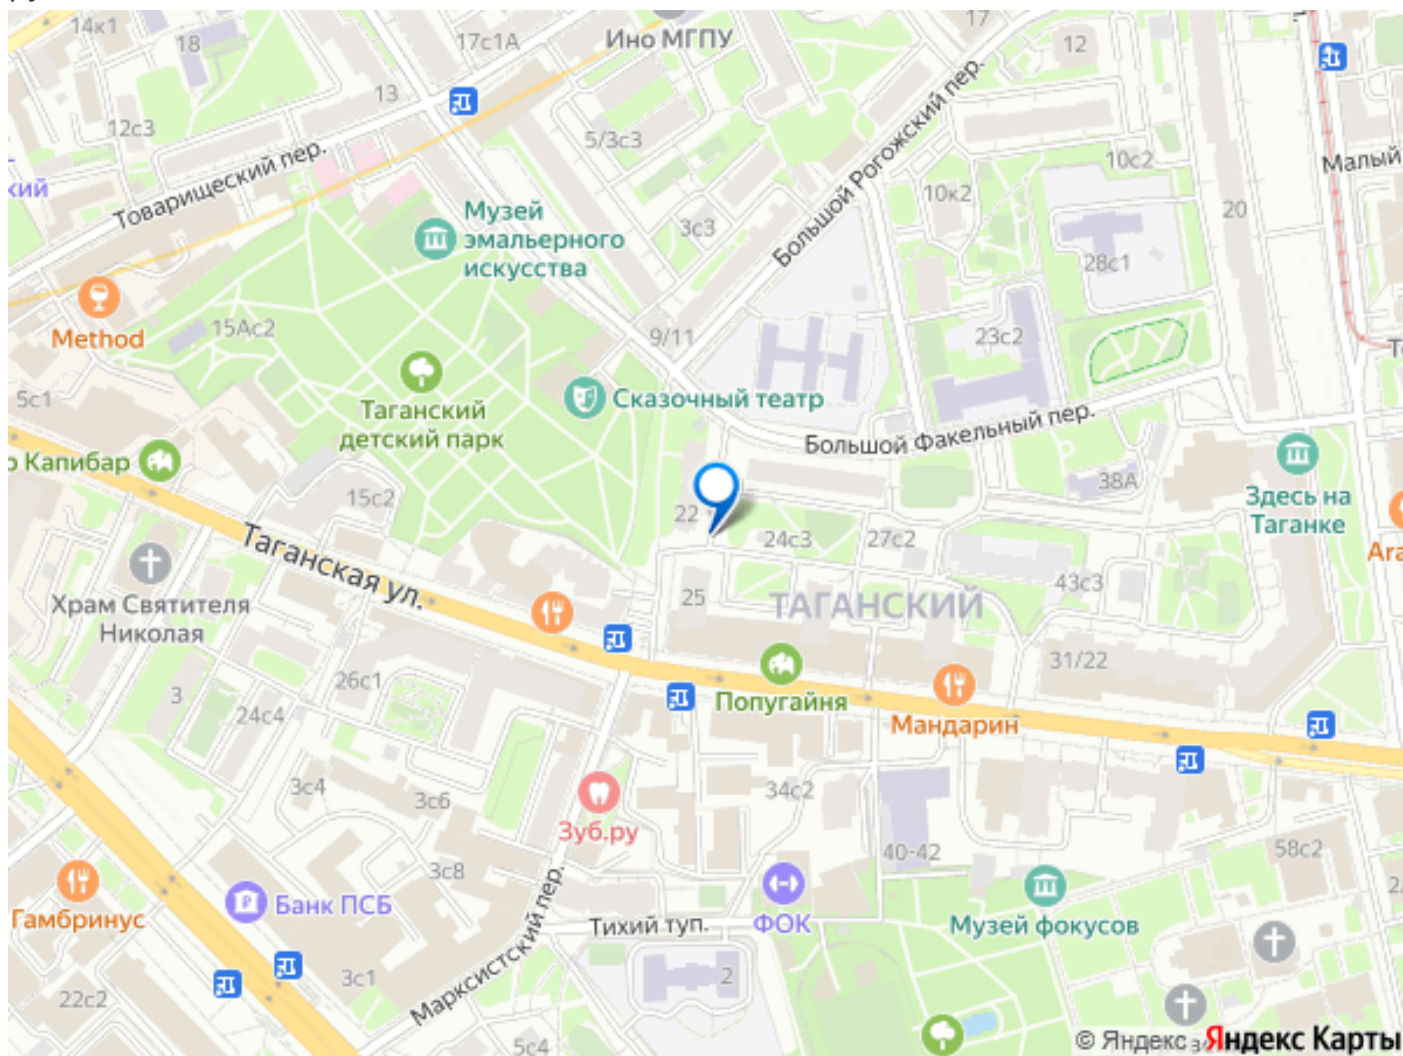 14к1
18
17с1А
Ино МГПУ
17
12
13
12с3
5/3с3
Товарищеский пер.
Большой Рогожский пер.
10с2
Малый
кий
10к2
20
Музей
эмальерного
искусства
3с3
28с1
Method
15Ас2
9/11
23с2
5с1
Таганский
детский парк
Сказочный театр
Большой Факельный пер.
Капибар
15с2
22
38А
Здесь на
Таганке
Ara
Таганская ул.
24с3
27с2
43с3
Храм Святителя
Николая
25
ТАГАНСКИЙ
31/22
26с1
3
24с4
Попугайня
Мандарин
3с4
3с6
34с2
Зуб.ру
3с8
40-42
58с2
Гамбринус
Банк ПСБ
Марксистский пер.
Тихий туп.
ФОК
Музей фокусов
3с1
2
22с2
5с4
© Яндекс
Яндекс Карты